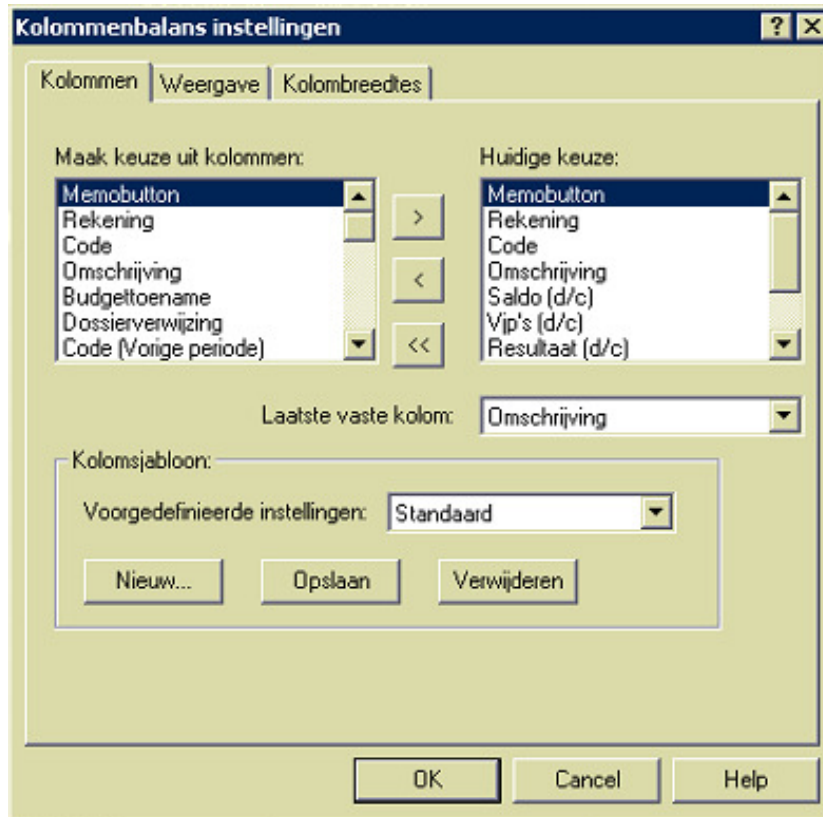 Kolommenbalans instellingen
Kolommen Weergave Kolombreedtes
Maak keuze uit kolommen:
Memobutton
Rekening
Code
Omschrijving
Budgettoename
Dossierverwijzing
Code (Vorige periode)
>
<
<<
Huidige keuze:
Memobutton
Rekening
Code
Omschrijving
Saldo (d/c)
Vjp's (d/c)
Resultaat (d/c)
Laatste vaste kolom: Omschrijving
Kolomsjabloon:
Voorgedefinieerde instellingen: Standaard
Nieuw... Opslaan Verwijderen
OK Cancel Help